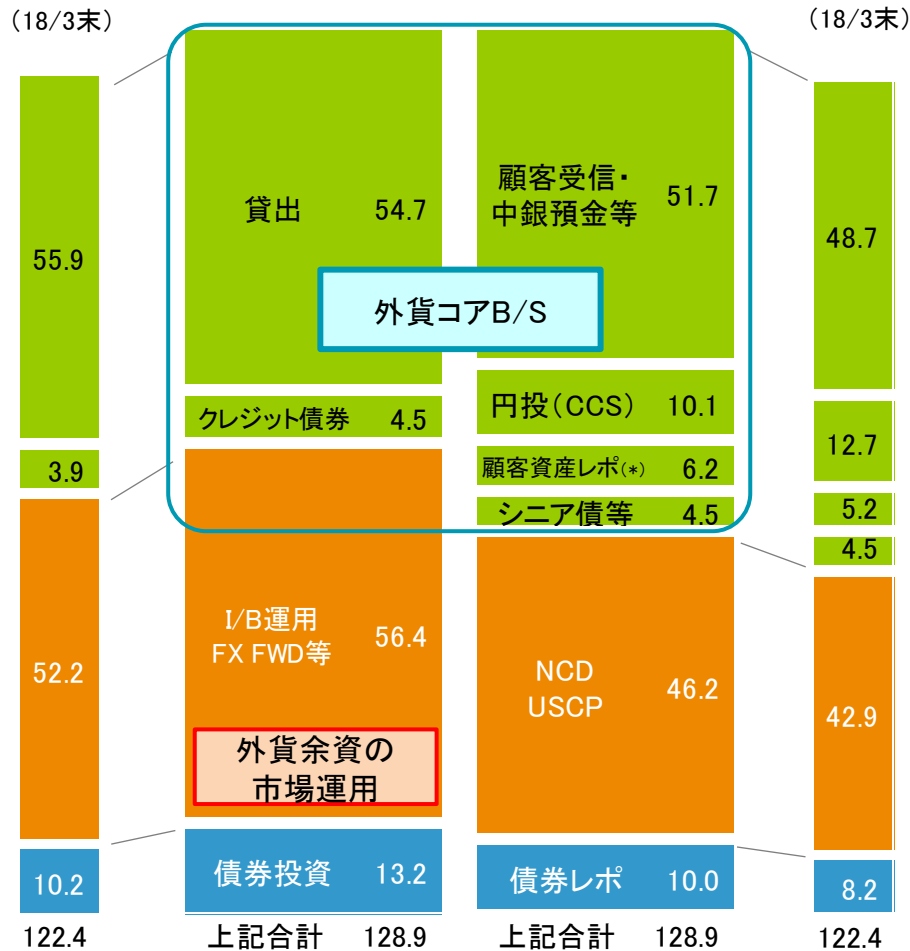 （18/3末）
（18/3末）
55.9
3.9
52.2
10.2
122.4
貸出 54.7
クレジット債券 4.5
I/B運用
FX FWD等
56.4
外貨余資の
市場運用
債券投資 13.2
上記合計 128.9
外貨コアB/S
顧客受信・
中銀預金等
51.7
円投（CCS） 10.1
顧客資産レポ(*) 6.2
シニア債等 4.5
NCD
USCP
46.2
債券レポ 10.0
上記合計 128.9
48.7
12.7
5.2
4.5
42.9
8.2
122.4